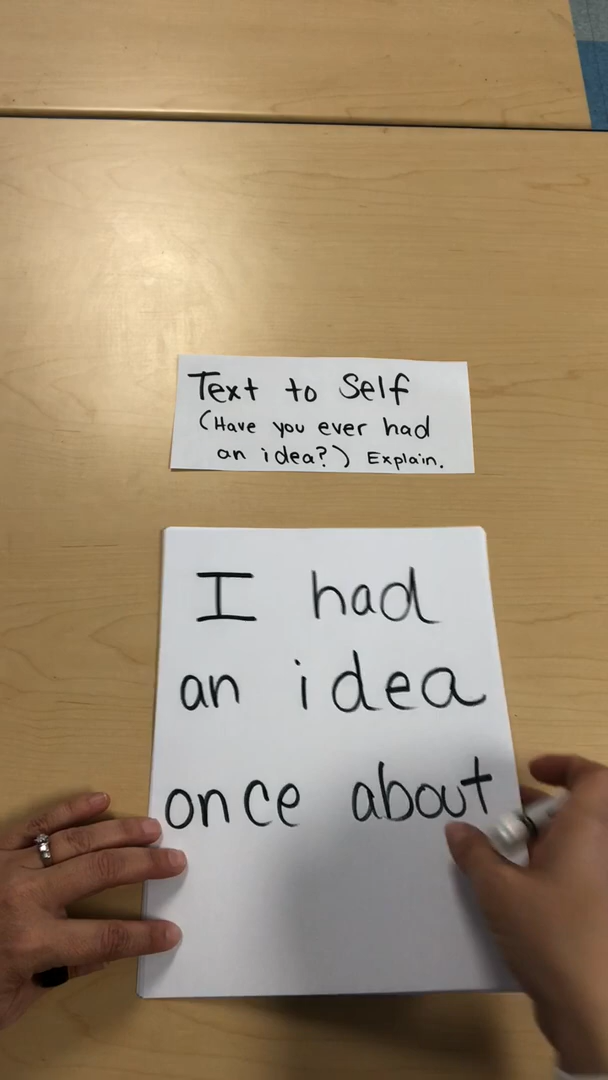 Text to Self
(Have you ever had
an idea?) Explain.
I had
an idea
once about